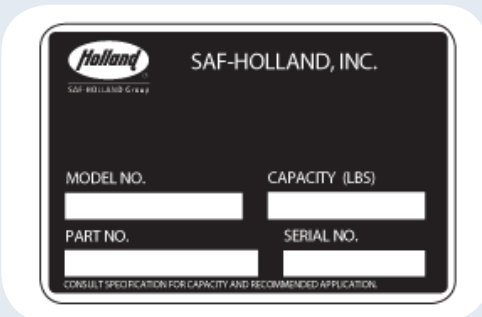 Holland
SAF-HOLLAND Group
SAF-HOLLAND, INC.
MODEL NO.
CAPACITY (LBS)
PART NO.
SERIAL NO.
CONSULT SPECIFICATION FOR CAPACITY AND RECOMMENDED APPLICATION.